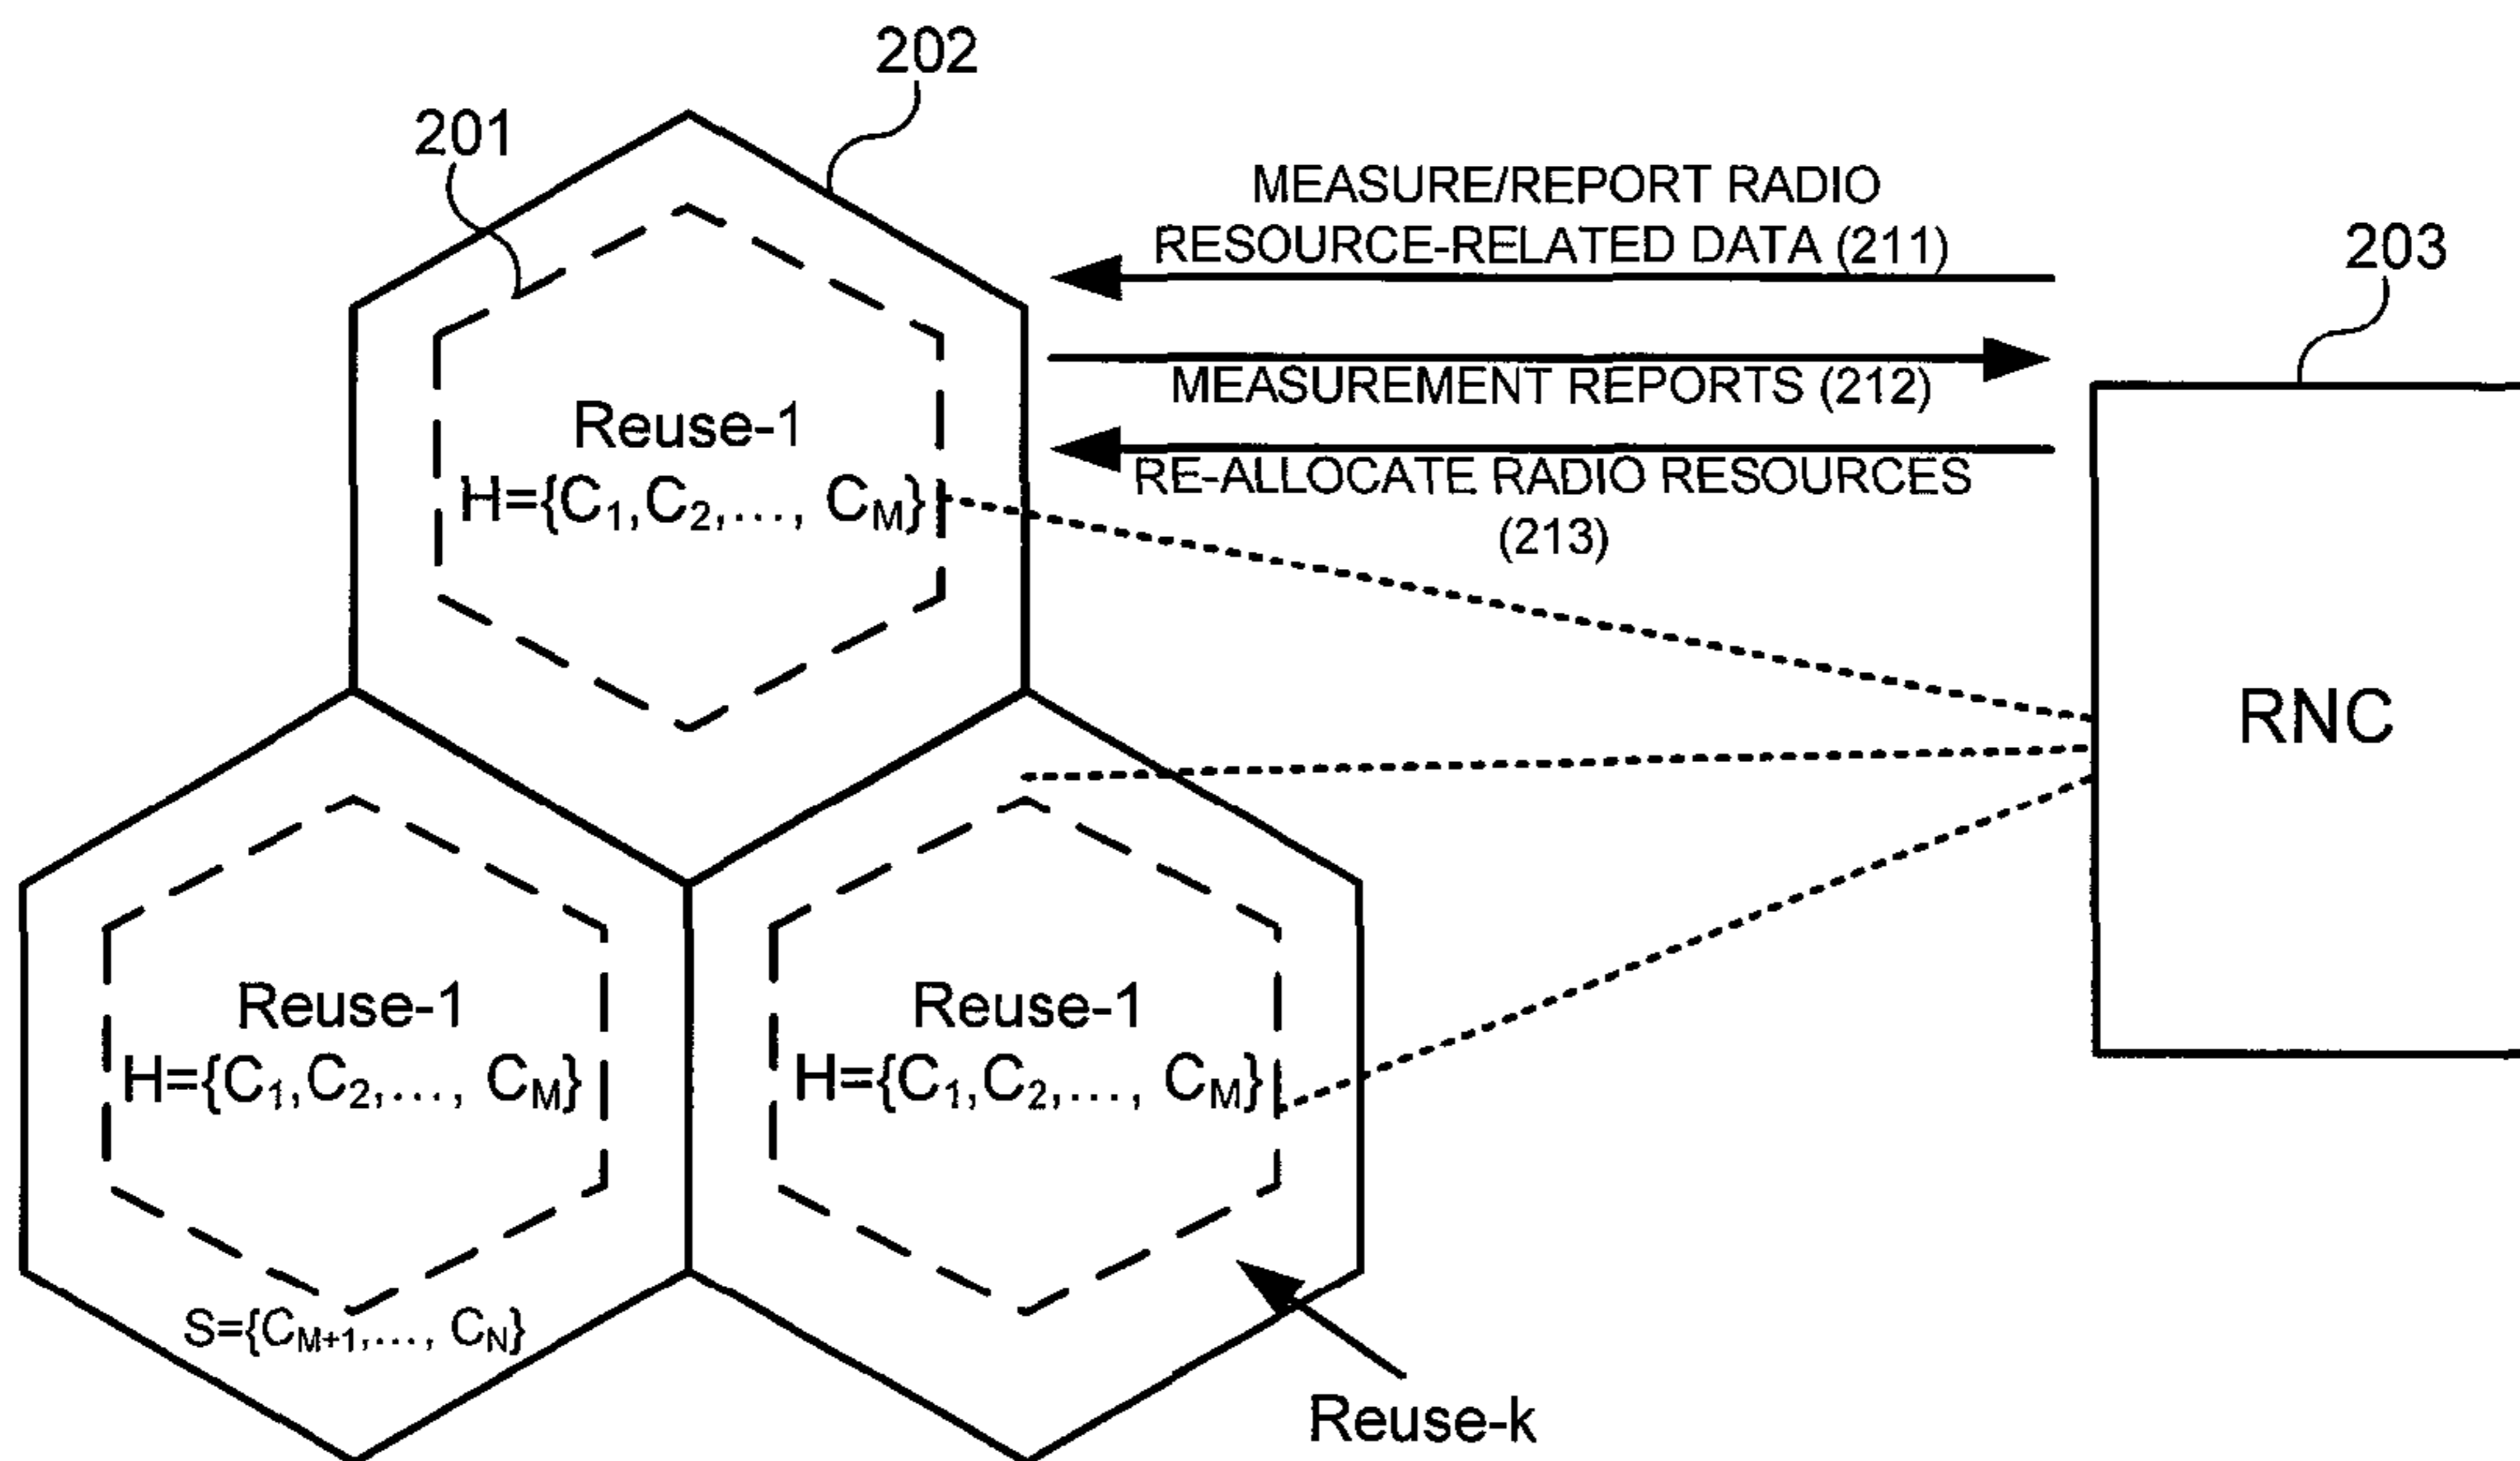 202
201
MEASURE/REPORT RADIO
RESOURCE-RELATED DATA (211)
203
MEASUREMENT REPORTS (212)
Reuse-1
H={C1,C2,..., CM}
RE-ALLOCATE RADIO RESOURCES
(213)
RNC
Reuse-1
H={C1,C2,..., CM}
Reuse-1
H={C1,C2,..., CM}
S={CM+1,..., CN}
Reuse-k